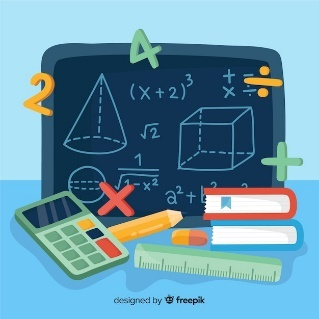 4
2
(x+2)³
+ ÷
× =
÷
√2
+
1
√1-x²
×
a²+
designed by freepik